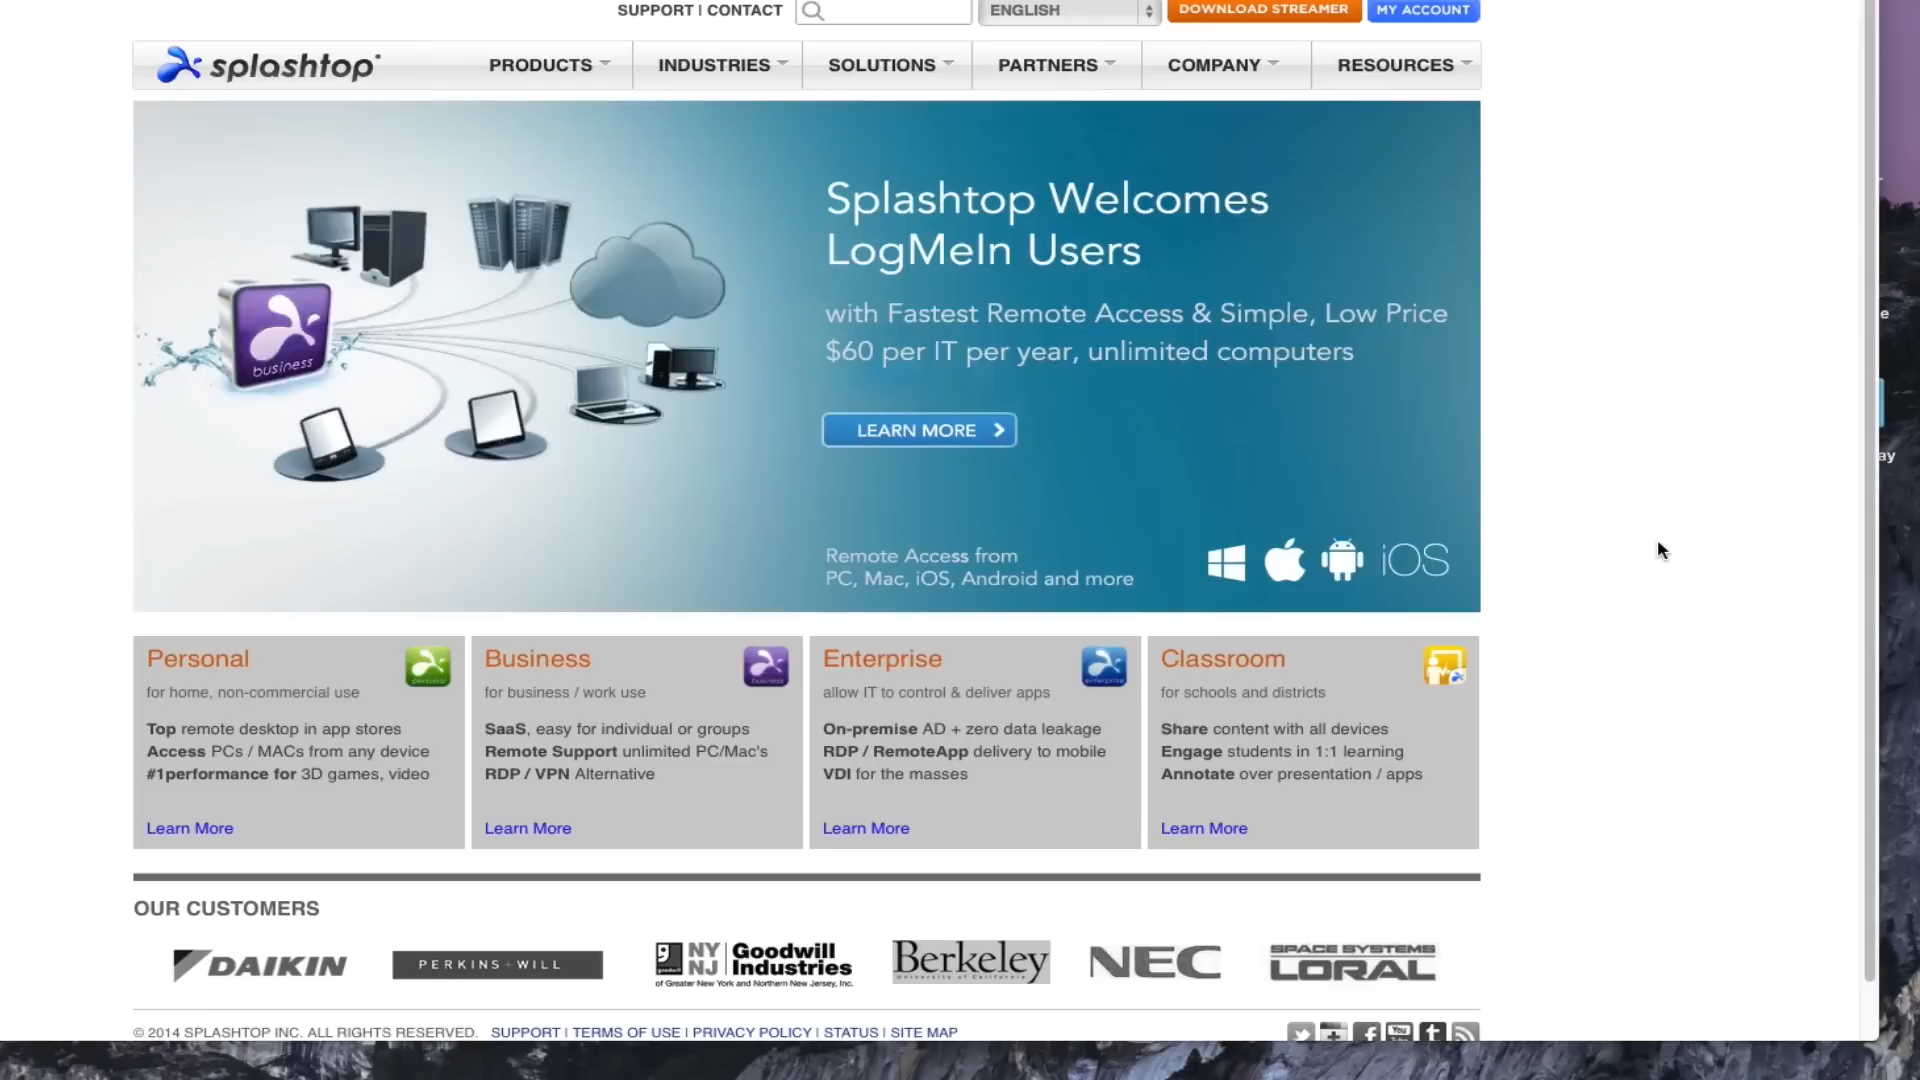 SUPPORT | CONTACT
ENGLISH
DOWNLOAD STREAMER
MY ACCOUNT
splashtop
PRODUCTS
INDUSTRIES
SOLUTIONS
PARTNERS
COMPANY
RESOURCES
Splashtop Welcomes
LogMeIn Users
with Fastest Remote Access & Simple, Low Price
$60 per IT per year, unlimited computers
business
LEARN MORE
Remote Access from
PC, Mac, iOS, Android and more
iOS
Personal
for home, non-commercial use
Top remote desktop in app stores
Access PCs / MACs from any device
#1performance for 3D games, video
Learn More
Business
for business / work use
SaaS, easy for individual or groups
Remote Support unlimited PC/Mac's
RDP / VPN Alternative
Learn More
Enterprise
allow IT to control & deliver apps
On-premise AD + zero data leakage
RDP / RemoteApp delivery to mobile
VDI for the masses
Learn More
Classroom
for schools and districts
Share content with all devices
Engage students in 1:1 learning
Annotate over presentation / apps
Learn More
OUR CUSTOMERS
DAIKIN
PERKINS+WILL
NY NJ Goodwill Industries
of Greater New York and Northern New Jersey, Inc.
Berkeley
University of California
NEC
SPACE SYSTEMS
LORAL
© 2014 SPLASHTOP INC. ALL RIGHTS RESERVED. SUPPORT | TERMS OF USE | PRIVACY POLICY | STATUS | SITE MAP